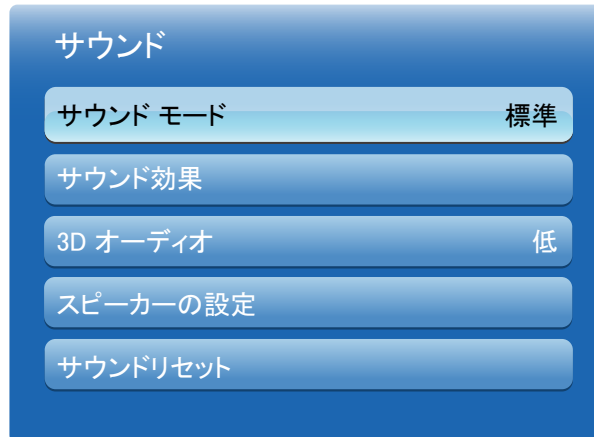 サウンド
サウンド モード 標準
サウンド効果
3D オーディオ 低
スピーカーの設定
サウンドリセット